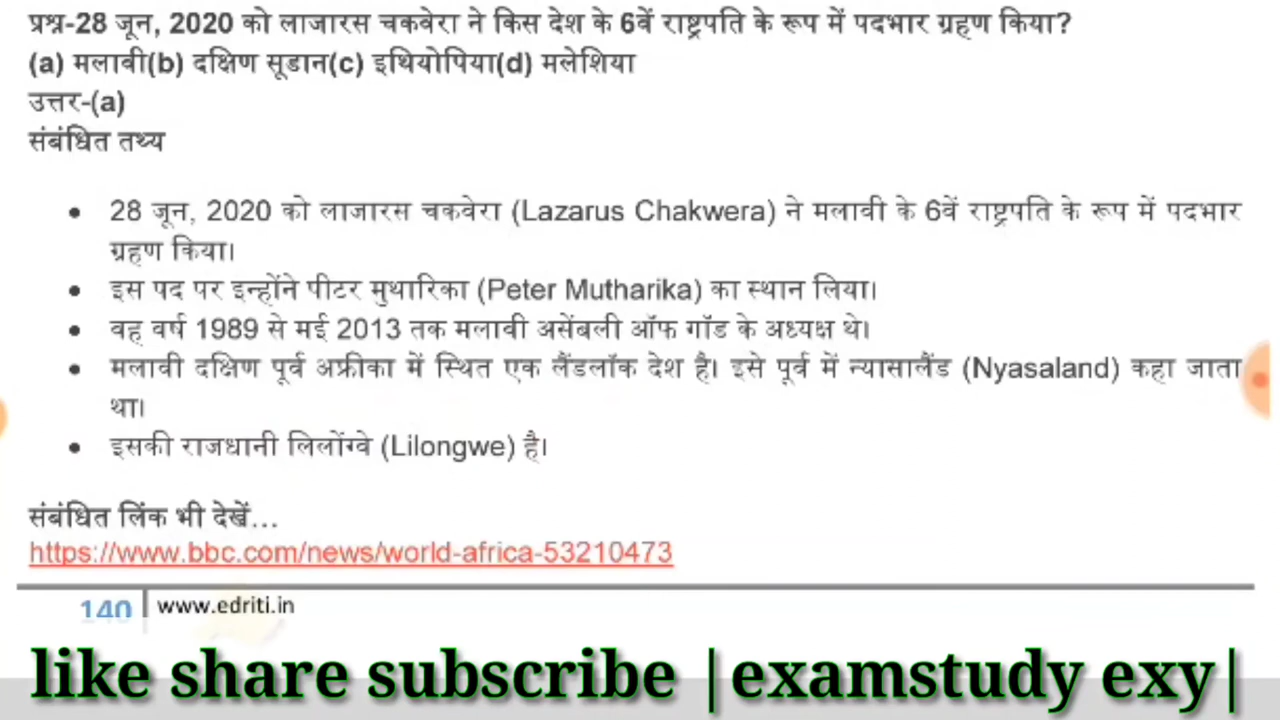 प्रश्न-28 जून, 2020 को लाजारस चकवेरा ने किस देश के 6वें राष्ट्रपति के रूप में पदभार ग्रहण किया?
(a) मलावी(b) दक्षिण सूडान(c) इथियोपिया(d) मलेशिया
उत्तर-(a)
संबंधित तथ्य
• 28 जून, 2020 को लाजारस चकवेरा (Lazarus Chakwera) ने मलावी के 6वें राष्ट्रपति के रूप में पदभार
ग्रहण किया।
• इस पद पर इन्होंने पीटर मुथारिका (Peter Mutharika) का स्थान लिया।
• वह वर्ष 1989 से मई 2013 तक मलावी असेंबली ऑफ गॉड के अध्यक्ष थे।
• मलावी दक्षिण पूर्व अफ्रीका में स्थित एक लैंडलॉक देश है। इसे पूर्व में न्यासालैंड (Nyasaland) कहा जाता
था।
• इसकी राजधानी लिलोंग्वे (Lilongwe) है।
संबंधित लिंक भी देखें...
https://www.bbc.com/news/world-africa-53210473
140 | www.edriti.in
like share subscribe |examstudy exy|